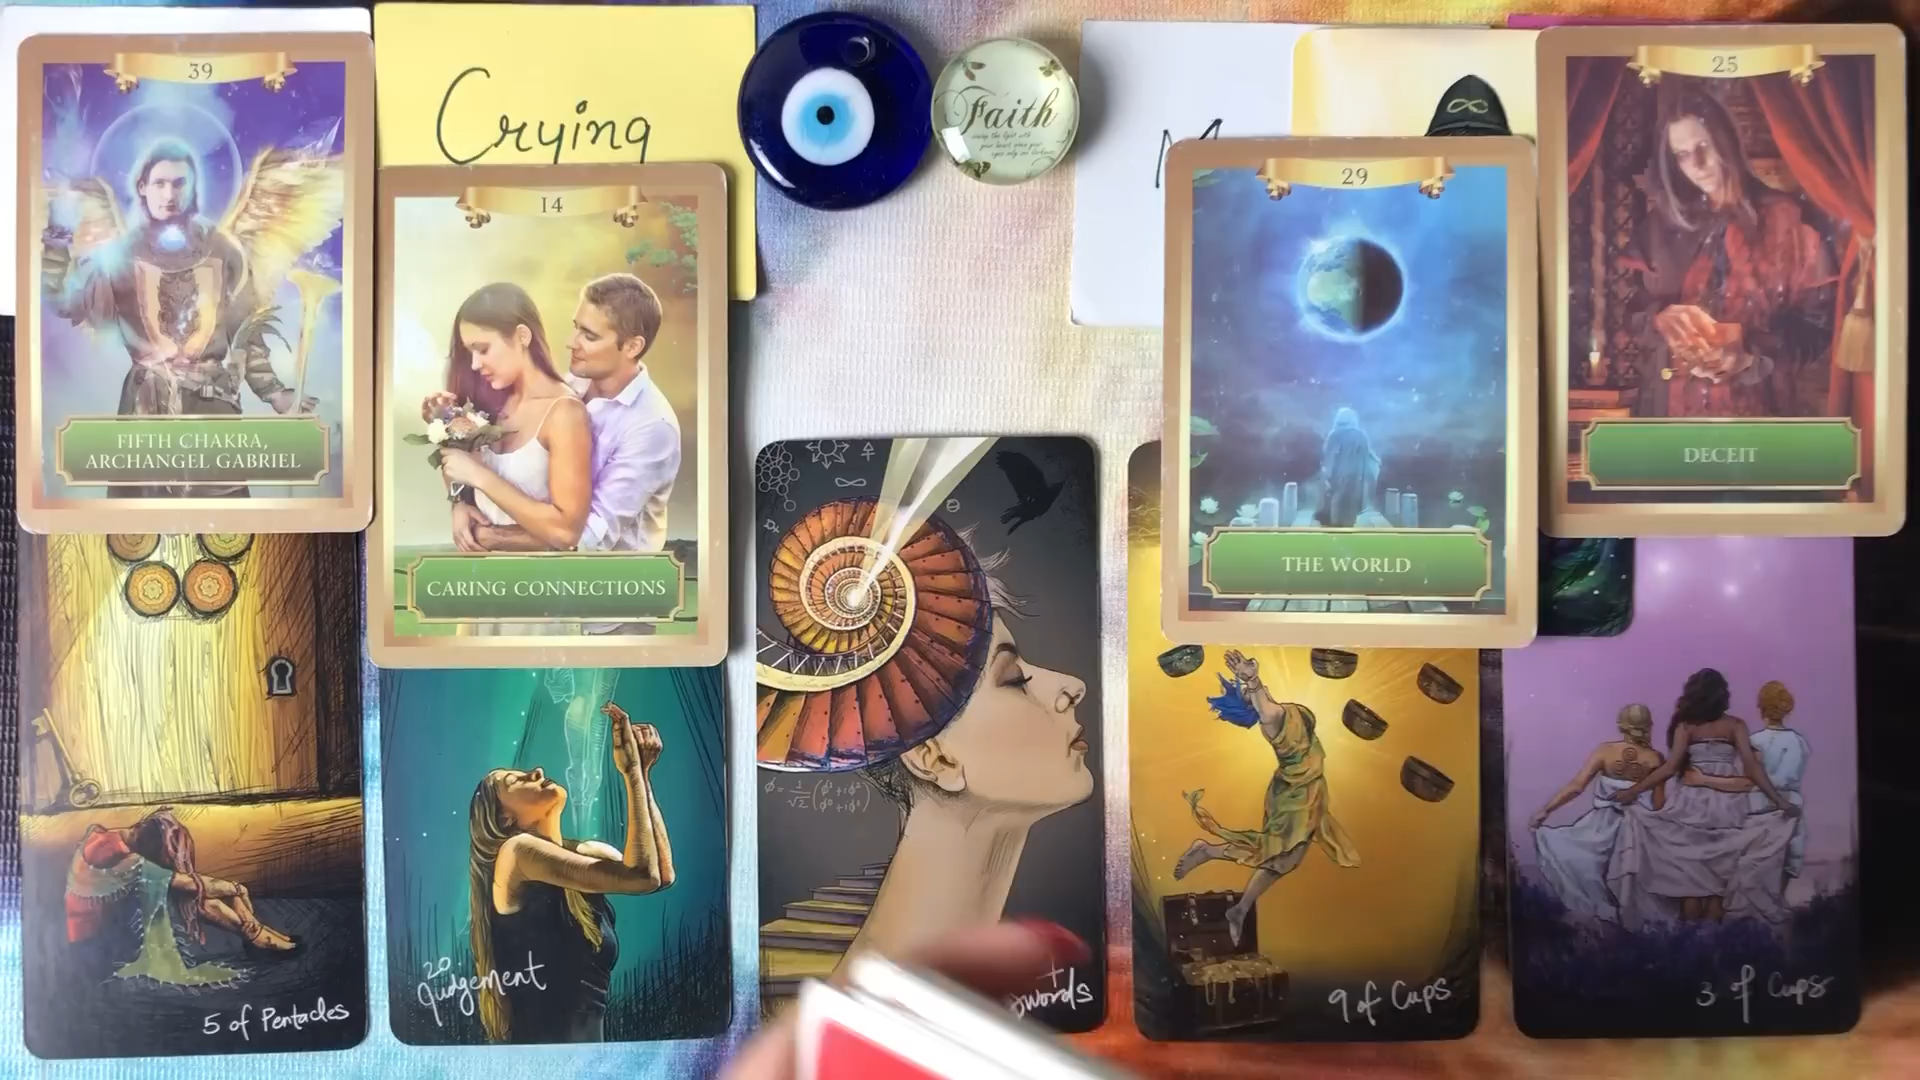 39
FIFTH CHAKRA,
ARCHANGEL GABRIEL
Crying
14
CARING CONNECTIONS
Faith
29
THE WORLD
25
DECEIT
5 of Pentacles
20
Judgement
9 of Cups
3 of Cups